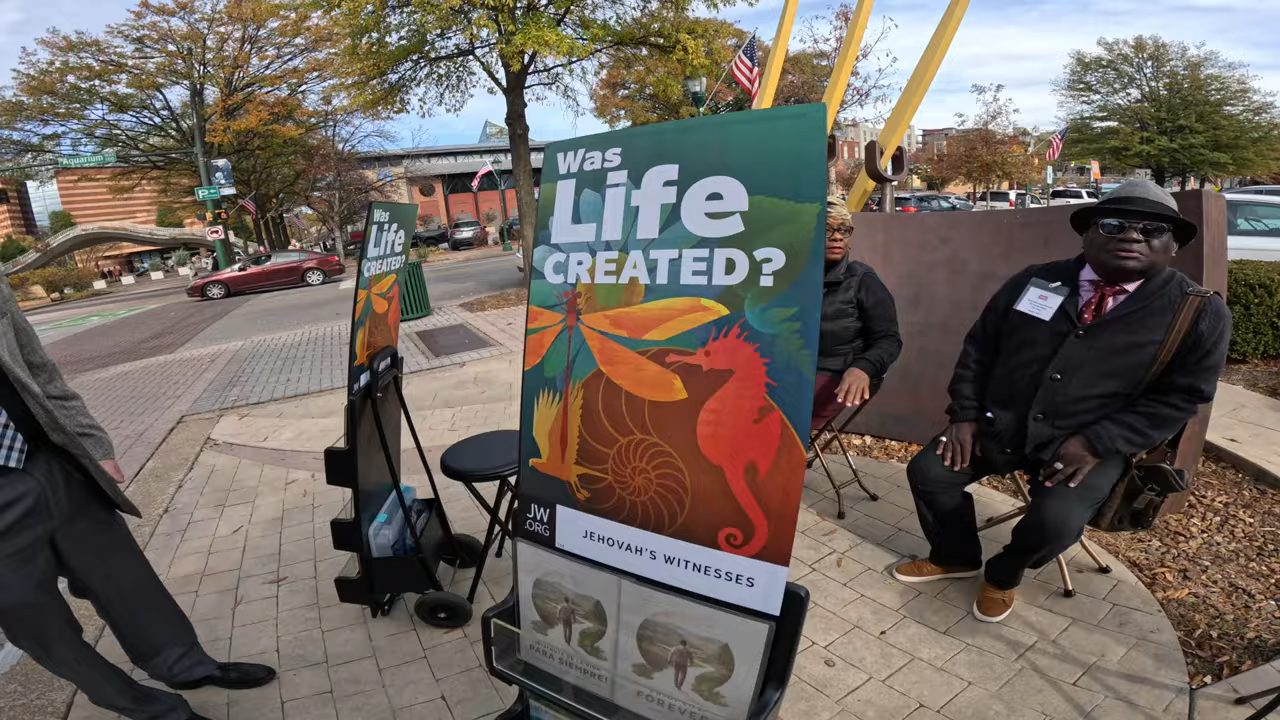 Aquarium
P
Was
Life
CREATED?
Was
Life
CREATED?
JW
.ORG
JEHOVAH'S WITNESSES
PARA SIEMPRE!
FOREVER